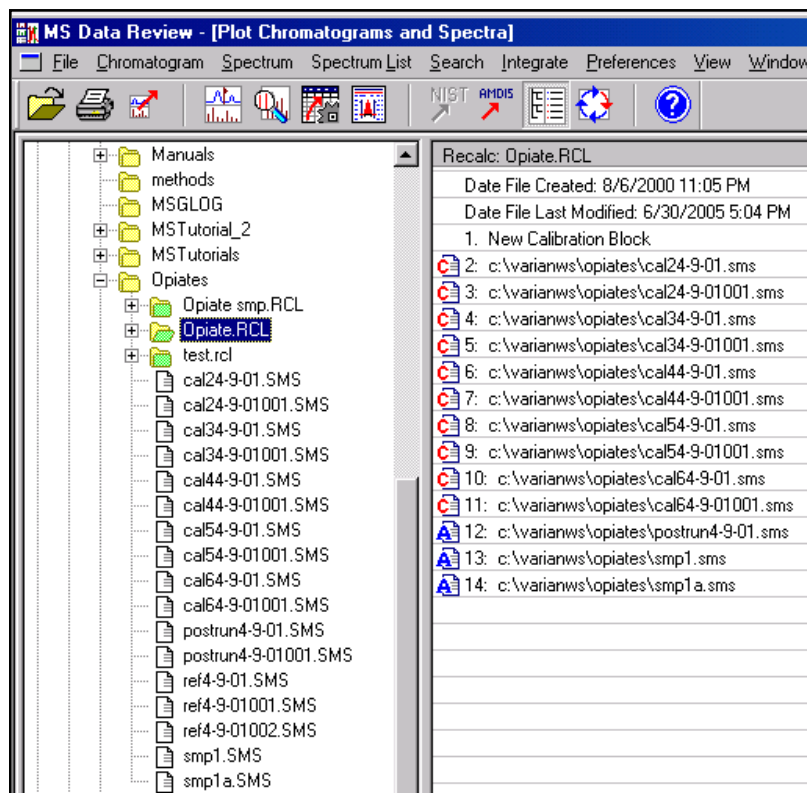 MS Data Review - [Plot Chromatograms and Spectra]
File Chromatogram Spectrum Spectrum List Search Integrate Preferences View Window
NIST AMDIS
Manuals
methods
MSGLOG
MSTutorial_2
MSTutorials
Opiates
Opiate smp.RCL
Opiate.RCL
test.rcl
cal24-9-01.SMS
cal24-9-01001.SMS
cal34-9-01.SMS
cal34-9-01001.SMS
cal44-9-01.SMS
cal44-9-01001.SMS
cal54-9-01.SMS
cal54-9-01001.SMS
cal64-9-01.SMS
cal64-9-01001.SMS
postrun4-9-01.SMS
postrun4-9-01001.SMS
ref4-9-01.SMS
ref4-9-01001.SMS
ref4-9-01002.SMS
smp1.SMS
smp1a.SMS
Recalc: Opiate.RCL
Date File Created: 8/6/2000 11:05 PM
Date File Last Modified: 6/30/2005 5:04 PM
1. New Calibration Block
C 2: c:\varianws\opiates\cal24-9-01.sms
C 3: c:\varianws\opiates\cal24-9-01001.sms
C 4: c:\varianws\opiates\cal34-9-01.sms
C 5: c:\varianws\opiates\cal34-9-01001.sms
C 6: c:\varianws\opiates\cal44-9-01.sms
C 7: c:\varianws\opiates\cal44-9-01001.sms
C 8: c:\varianws\opiates\cal54-9-01.sms
C 9: c:\varianws\opiates\cal54-9-01001.sms
C 10: c:\varianws\opiates\cal64-9-01.sms
C 11: c:\varianws\opiates\cal64-9-01001.sms
A 12: c:\varianws\opiates\postrun4-9-01.sms
A 13: c:\varianws\opiates\smp1.sms
A 14: c:\varianws\opiates\smp1a.sms